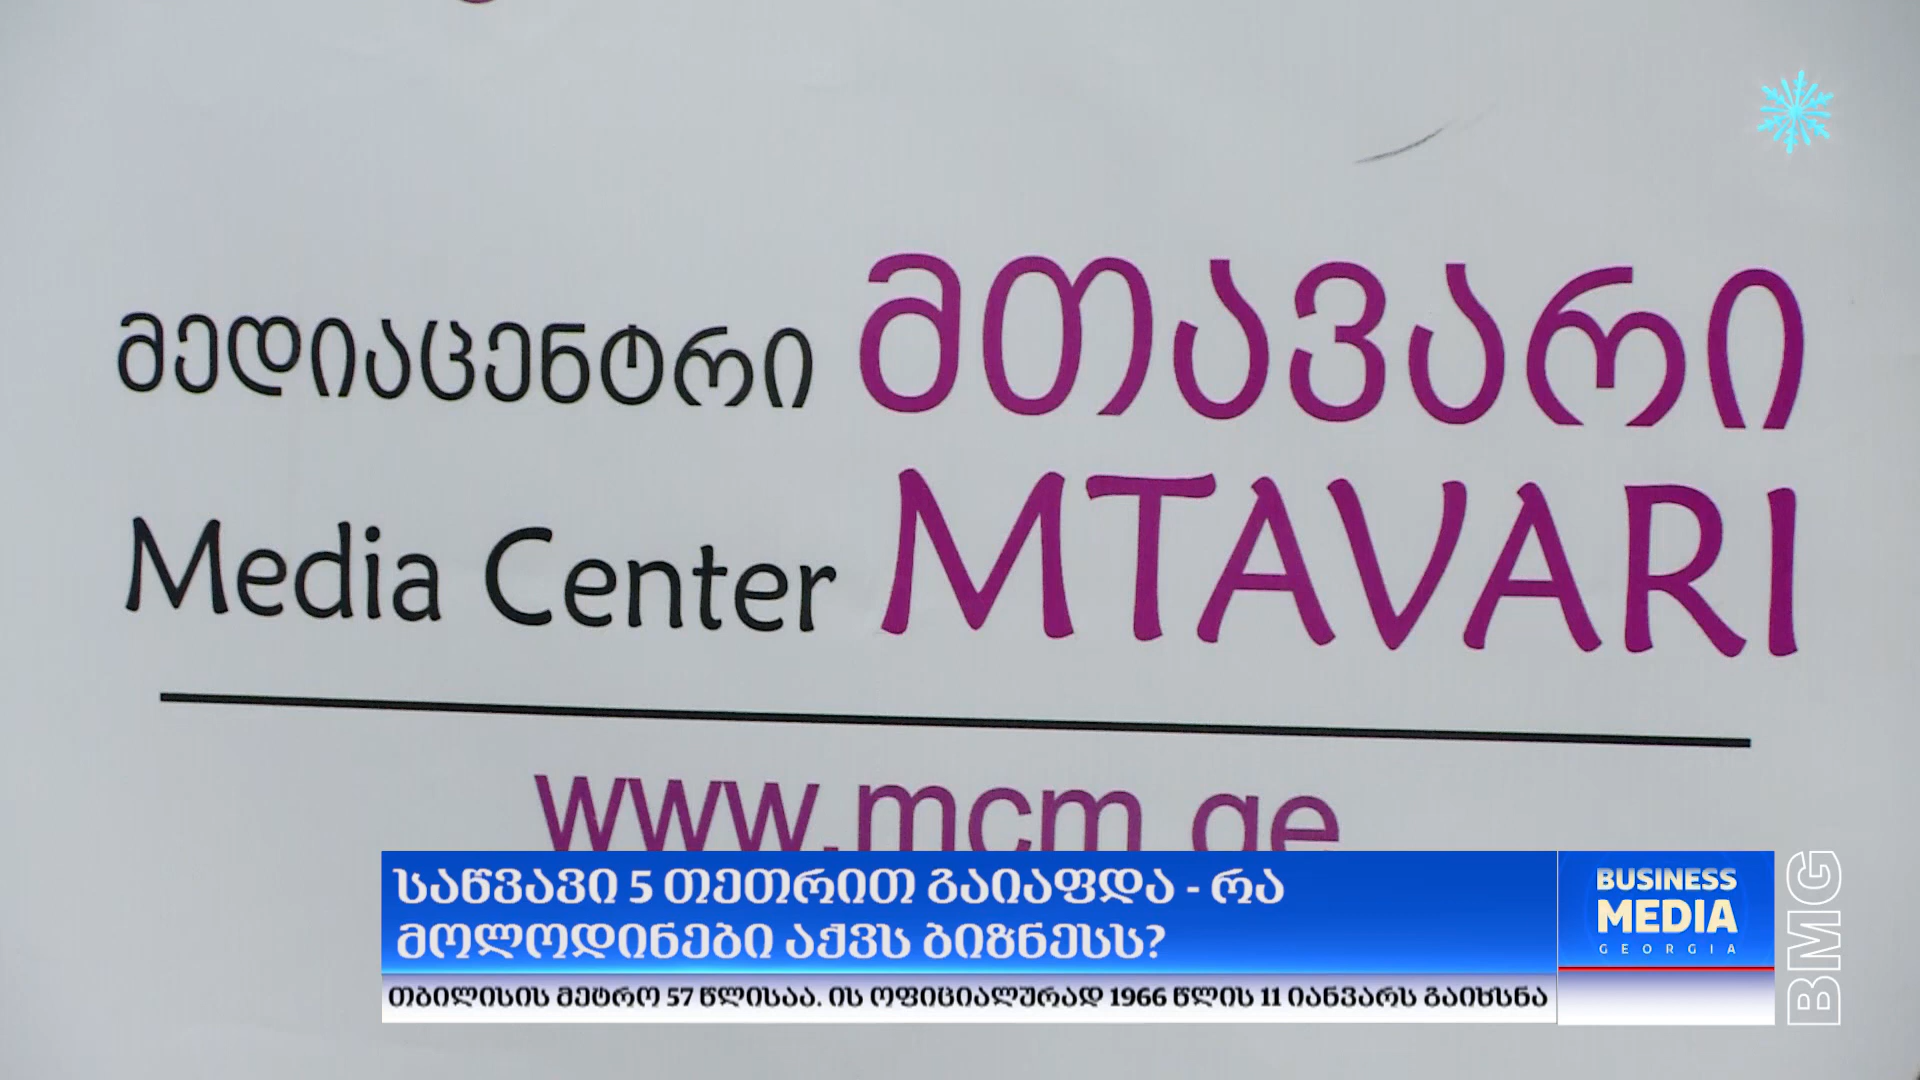 მედიაცენტრი მთავარი
Media Center MTAVARI
www.mcm.ge
საწვავი 5 თეთრით გაიაფდა - რა
მოლოდინები აქვს ბიზნესს?
თბილისის მეტრო 57 წლისაა. ის ოფიციალურად 1966 წლის 11 იანვარს გაიხსნა
BUSINESS
MEDIA
GEORGIA
BMG